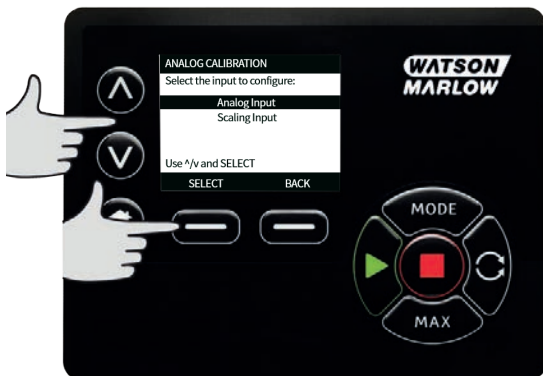 ANALOG CALIBRATION
Select the input to configure:
Analog Input
Scaling Input
Use ^/v and SELECT
SELECT BACK
WATSON
MARLOW
MODE
MAX